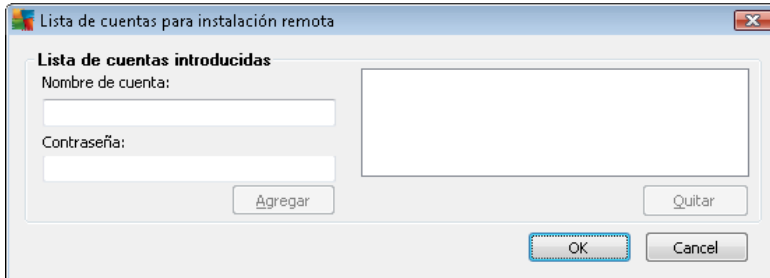 Lista de cuentas para instalación remota
Lista de cuentas introducidas
Nombre de cuenta:
Contraseña:
Agregar
Quitar
OK
Cancel